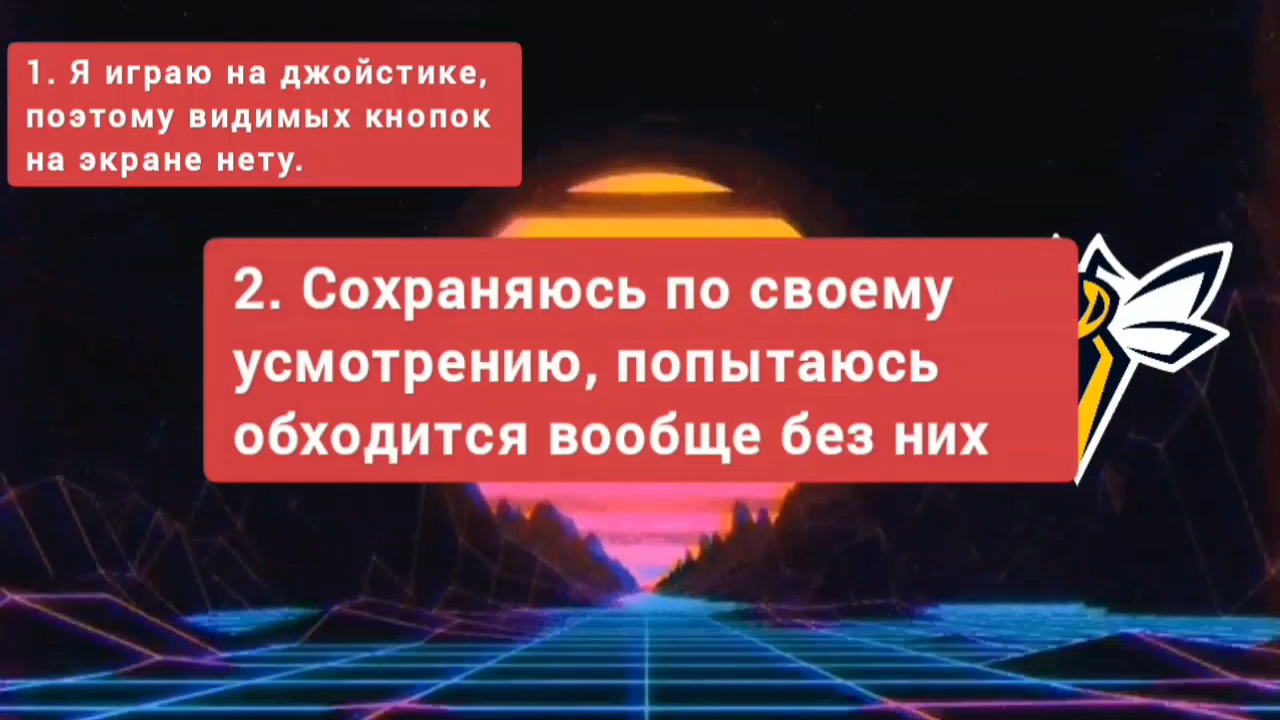 1. Я играю на джойстике,
поэтому видимых кнопок
на экране нету.
2. Сохраняюсь по своему
усмотрению, попытаюсь
обходится вообще без них